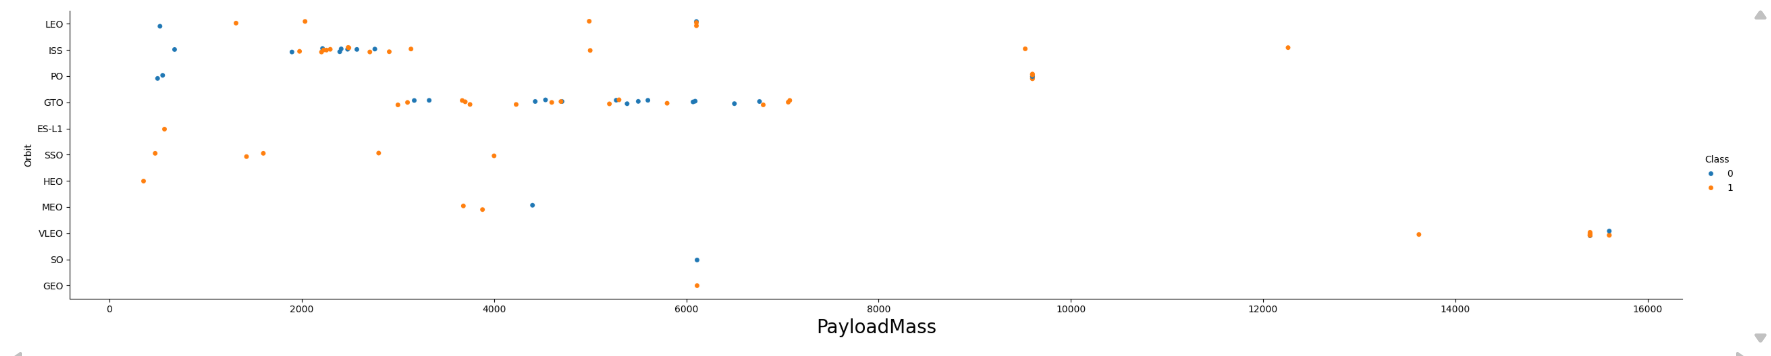 LEO
ISS
PO
GTO
ES-L1
SSO
HEO
MEO
VLEO
SO
GEO
Orbit
0 2000 4000 6000 8000 10000 12000 14000 16000
PayloadMass
Class
0
1